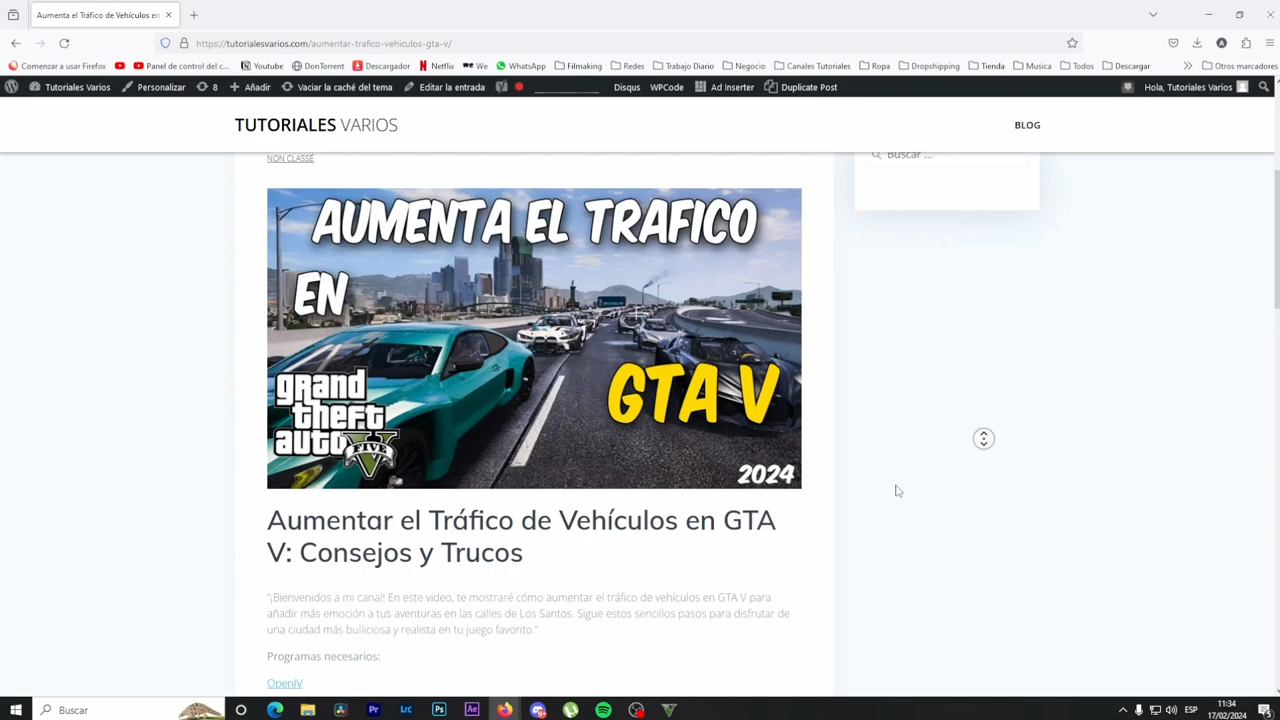 Aumenta el Tráfico de Vehículos en
https://tutorialesvarios.com/aumentar-trafico-vehiculos-gta-v/
Comenzar a usar Firefox Panel de control del c... Youtube DonTorrent Descargador Netflix We WhatsApp Filmaking Redes Trabajo Diario Negocio Canales Tutoriales Ropa Dropshipping Tienda Musica Todos Descargar Otros marcadores
Tutoriales Varios Personalizar 8 Añadir Vaciar la caché del tema Editar la entrada Disqus WPCode Ad Inserter Duplicate Post Hola, Tutoriales Varios
TUTORIALES VARIOS BLOG
NON CLASSÉ
Buscar ...
AUMENTA EL TRAFICO
EN
GTA V
grand
theft
auto
FIVE
2024
Aumentar el Tráfico de Vehículos en GTA
V: Consejos y Trucos
"¡Bienvenidos a mi canal! En este video, te mostraré cómo aumentar el tráfico de vehículos en GTA V para
añadir más emoción a tus aventuras en las calles de Los Santos. Sigue estos sencillos pasos para disfrutar de
una ciudad más bulliciosa y realista en tu juego favorito."
Programas necesarios:
OpenIV
Buscar
Pr
Lrc
Ps
Ae
ESP
11:34
17/02/2024